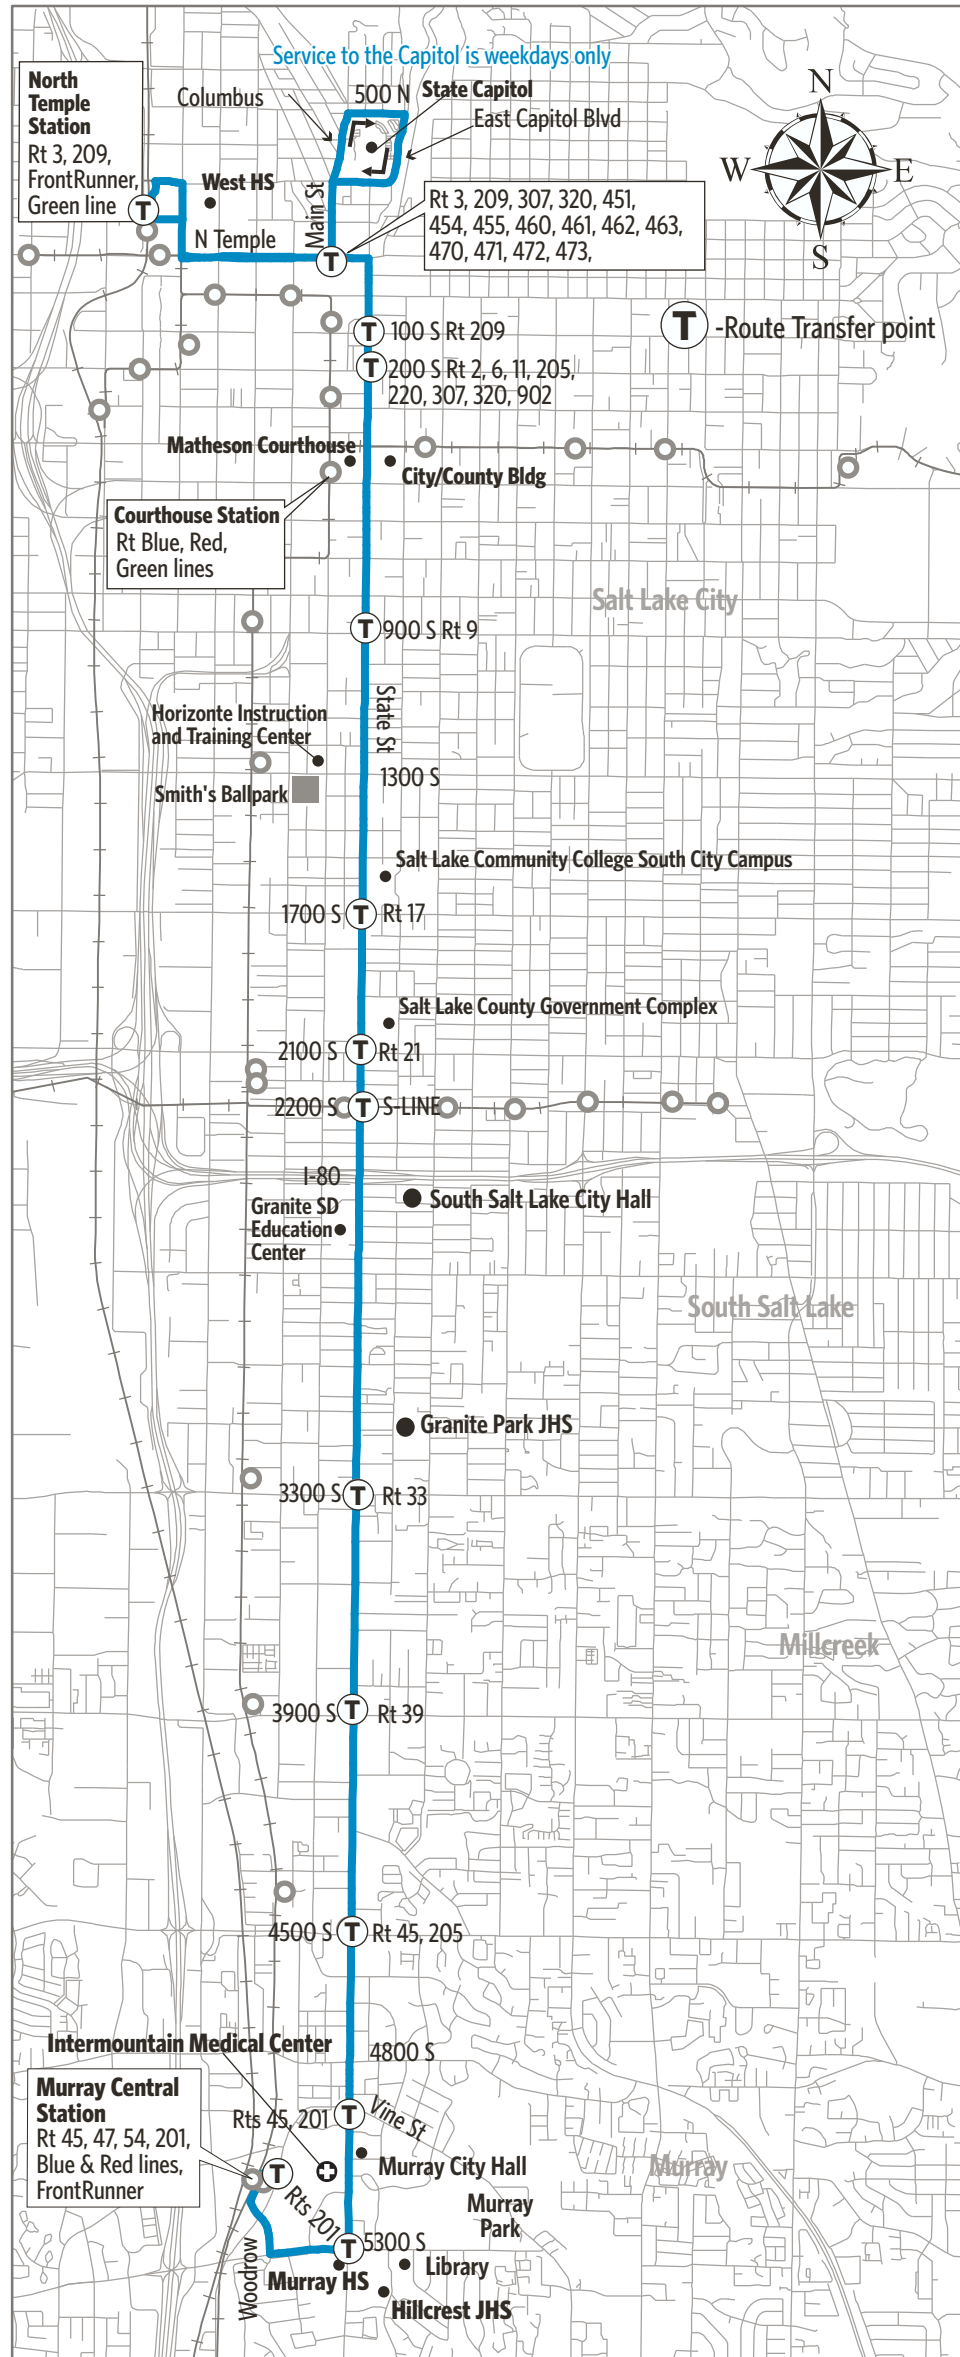 Service to the Capitol is weekdays only
North
Temple
Station
Rt 3, 209,
FrontRunner,
Green line
T
Columbus
500 N
State Capitol
East Capitol Blvd
N
W
E
S
West HS
Main St
N Temple
T
Rt 3, 209, 307, 320, 451,
454, 455, 460, 461, 462, 463,
470, 471, 472, 473,
T
-Route Transfer point
T
100 S Rt 209
T
200 S Rt 2, 6, 11, 205,
220, 307, 320, 902
Matheson Courthouse
City/County Bldg
Courthouse Station
Rt Blue, Red,
Green lines
Salt Lake City
T
900 S Rt 9
State St
Horizonte Instruction
and Training Center
1300 S
Smith's Ballpark
Salt Lake Community College South City Campus
1700 S
T
Rt 17
Salt Lake County Government Complex
2100 S
T
Rt 21
2200 S
T
S-LINE
I-80
South Salt Lake City Hall
Granite SD
Education
Center
South Salt Lake
Granite Park JHS
3300 S
T
Rt 33
Millcreek
3900 S
T
Rt 39
4500 S
T
Rt 45, 205
Intermountain Medical Center
4800 S
Murray Central
Station
Rt 45, 47, 54, 201,
Blue & Red lines,
FrontRunner
Rts 45, 201
T
Vine St
Murray City Hall
Murray
T
Rts 201
Murray
Park
T
5300 S
Woodrow
Murray HS
Library
Hillcrest JHS